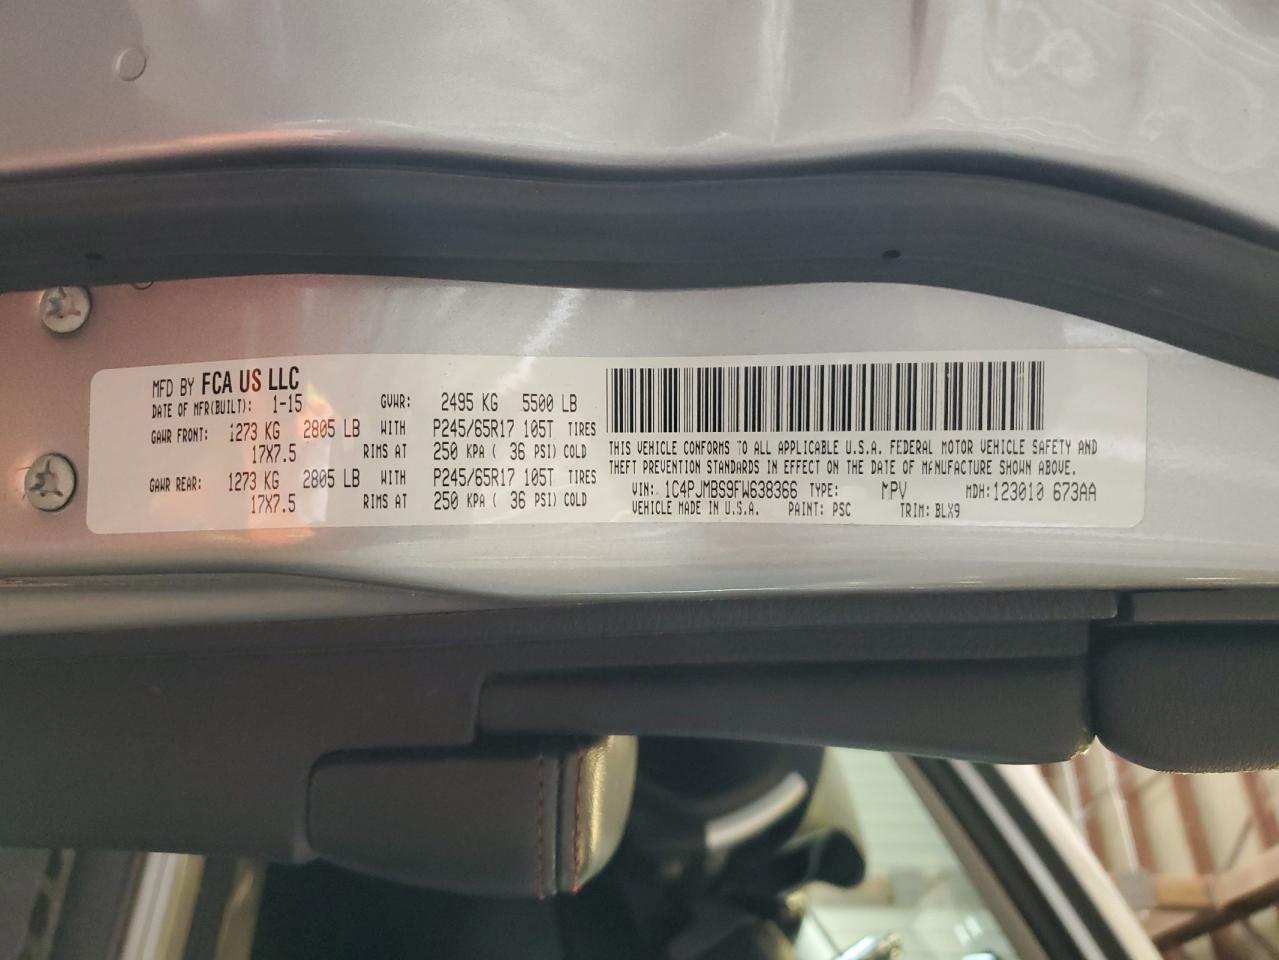 MFD BY FCA US LLC
DATE OF MFR(BUILT): 1-15 GVWR: 2495 KG 5500 LB
GAWR FRONT: 1273 KG 2805 LB WITH P245/65R17 105T TIRES
17X7.5 RIMS AT 250 KPA ( 36 PSI) COLD
GAWR REAR: 1273 KG 2805 LB WITH P245/65R17 105T TIRES
17X7.5 RIMS AT 250 KPA ( 36 PSI) COLD
THIS VEHICLE CONFORMS TO ALL APPLICABLE U.S.A. FEDERAL MOTOR VEHICLE SAFETY AND
THEFT PREVENTION STANDARDS IN EFFECT ON THE DATE OF MANUFACTURE SHOWN ABOVE.
VIN: 1C4PJMBS9FW638366 TYPE: MPV MDH: 123010 673AA
VEHICLE MADE IN U.S.A. PAINT: PSC TRIM: BLX9